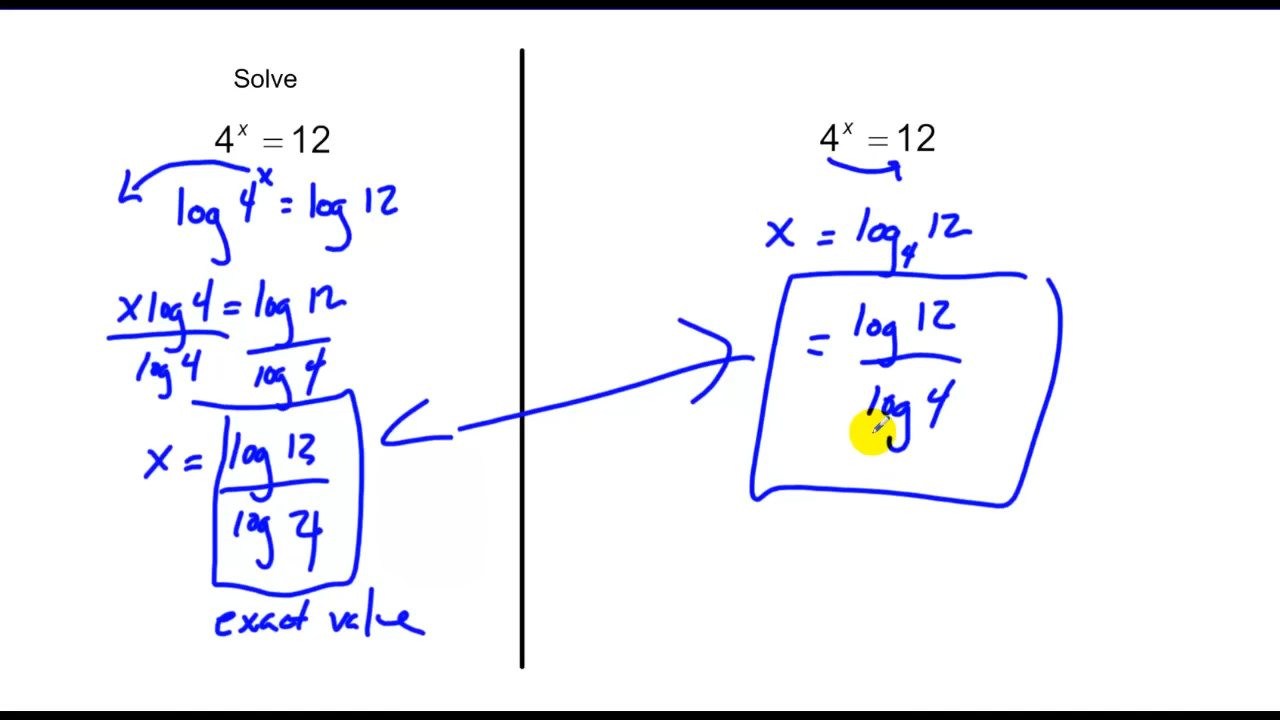 Solve
4^x = 12
log 4^x = log 12
x log 4 = log 12
log 4 log 4
x = log 13
log 4
exact value
4^x = 12
x = log_4 12
= log 12
log 4